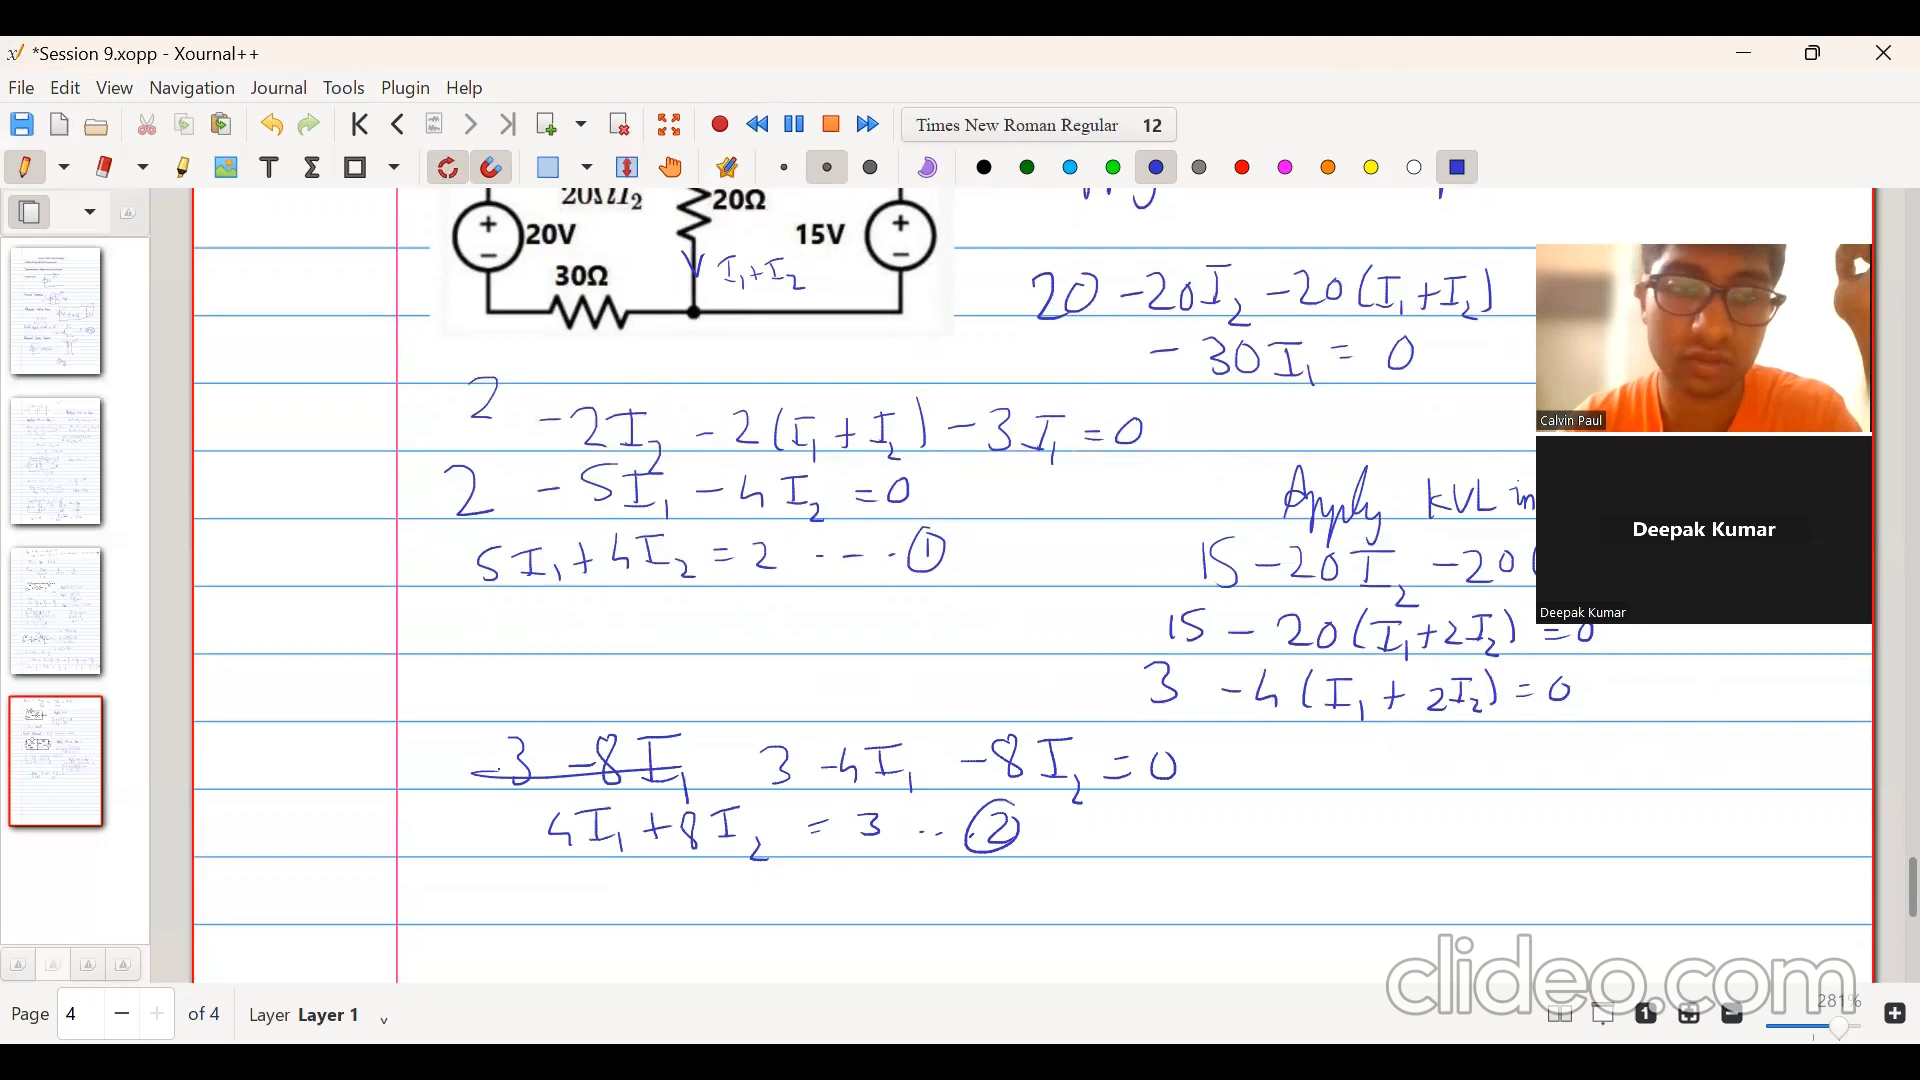 *Session 9.xopp - Xournal++
File Edit View Navigation Journal Tools Plugin Help
Times New Roman Regular 12
20Ω I₂
20Ω
20V
15V
30Ω
I₁+I₂
20 -20I₂ -20(I₁+I₂)
- 30I₁ = 0
2 -2I₂ -2(I₁+I₂) -3I₁=0
2 -5I₁ -4I₂ =0
5I₁+4I₂=2 ---- ①
Apply KVL in
15 -20I₂ -20(
15 - 20(I₁+2I₂) =0
3 -4(I₁+2I₂)=0
3 -8I₁ 3 -4I₁ -8I₂=0
4I₁+8I₂ = 3 .. ②
Calvin Paul
Deepak Kumar
Deepak Kumar
clideo.com
Page 4 of 4 Layer Layer 1
281%